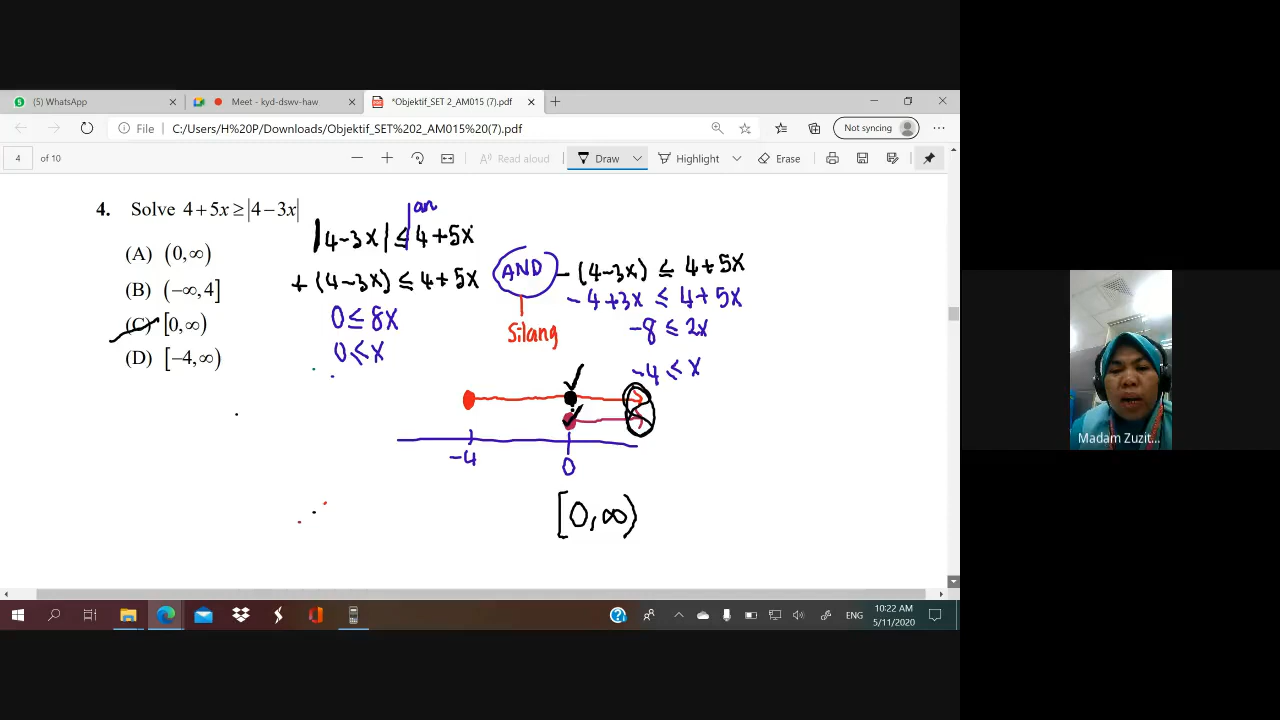 (5) WhatsApp
Meet - kyd-dswv-haw
*Objektif_SET 2_AM015 (7).pdf
File C:/Users/H%20P/Downloads/Objektif_SET%202_AM015%20(7).pdf
Not syncing
4 of 10
Read aloud
Draw
Highlight
Erase
4. Solve 4 + 5x ≥ |4 − 3x|
(A) (0, ∞)
(B) (−∞, 4]
(C) [0, ∞)
(D) [−4, ∞)
|4-3x| ≤ 4+5x
+ (4-3x) ≤ 4+5x
0 ≤ 8x
0 ≤ x
AND
Silang
- (4-3x) ≤ 4+5x
-4+3x ≤ 4+5x
-8 ≤ 2x
-4 ≤ x
-4
0
[0, ∞)
Madam Zuzit...
ENG
10:22 AM
5/11/2020